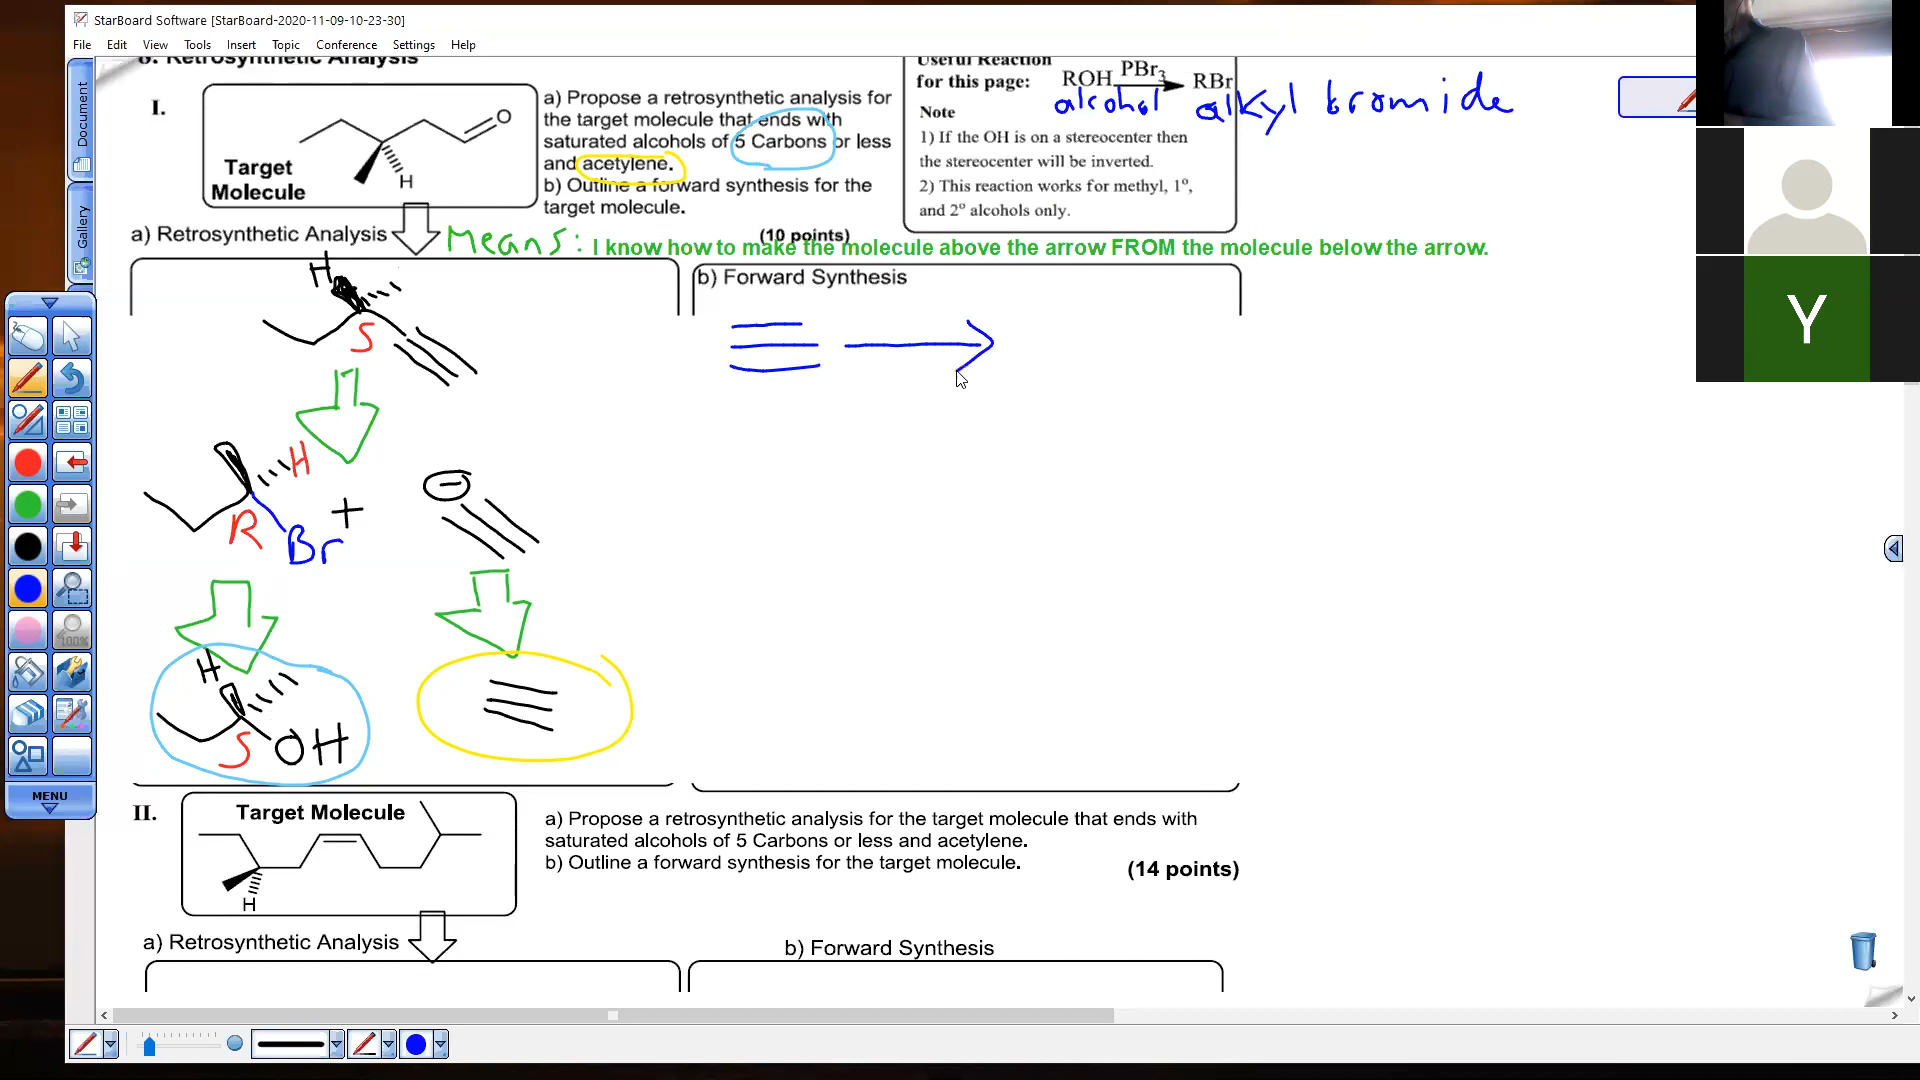 StarBoard Software [StarBoard-2020-11-09-10-23-30]
File Edit View Tools Insert Topic Conference Settings Help
Document
Gallery
MENU
8. Retrosynthetic Analysis
I.
Target
Molecule
O
H
a) Propose a retrosynthetic analysis for
the target molecule that ends with
saturated alcohols of 5 Carbons or less
and acetylene.
b) Outline a forward synthesis for the
target molecule.
(10 points)
Useful Reaction
for this page: ROH PBr3 RBr
alcohol alkyl bromide
Note
1) If the OH is on a stereocenter then
the stereocenter will be inverted.
2) This reaction works for methyl, 1º,
and 2º alcohols only.
a) Retrosynthetic Analysis
Means: I know how to make the molecule above the arrow FROM the molecule below the arrow.
b) Forward Synthesis
H
S
H
R
Br
+
−
H
S
OH
Y
II.
Target Molecule
H
a) Propose a retrosynthetic analysis for the target molecule that ends with
saturated alcohols of 5 Carbons or less and acetylene.
b) Outline a forward synthesis for the target molecule.
(14 points)
a) Retrosynthetic Analysis
b) Forward Synthesis